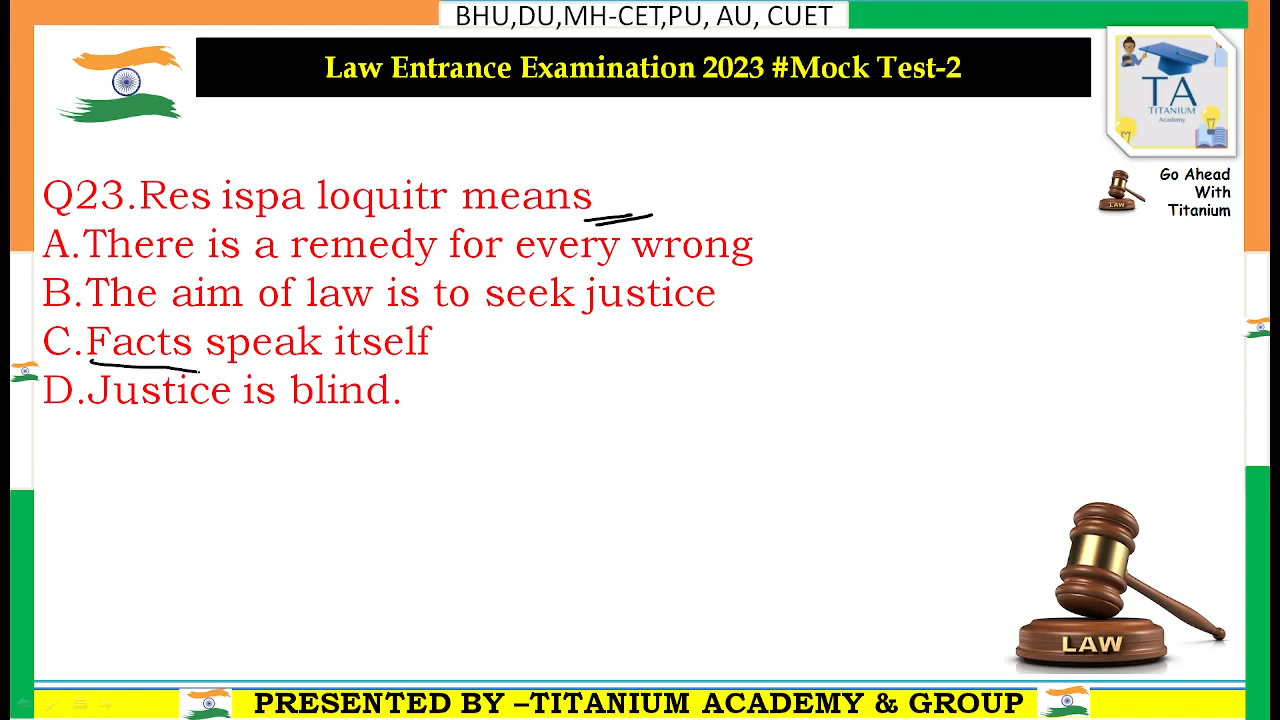 BHU,DU,MH-CET,PU, AU, CUET
Law Entrance Examination 2023 #Mock Test-2
TA
TITANIUM
Academy
Go Ahead
With
Titanium
LAW
Q23.Res ispa loquitr means
A.There is a remedy for every wrong
B.The aim of law is to seek justice
C.Facts speak itself
D.Justice is blind.
LAW
PRESENTED BY –TITANIUM ACADEMY & GROUP